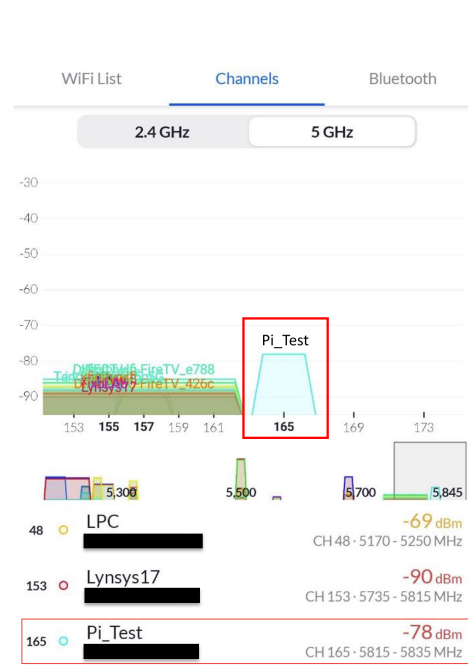 WiFi List Channels Bluetooth
2.4 GHz 5 GHz
-30
-40
-50
-60
-70
Pi_Test
-80
FireTV_e788
FireTV_426c
Lynsys17
-90
153 155 157 159 161 165 169 173
5,300 5,500 5,700 5,845
LPC -69 dBm
48
CH 48 · 5170 - 5250 MHz
Lynsys17 -90 dBm
153
CH 153 · 5735 - 5815 MHz
Pi_Test -78 dBm
165
CH 165 · 5815 - 5835 MHz